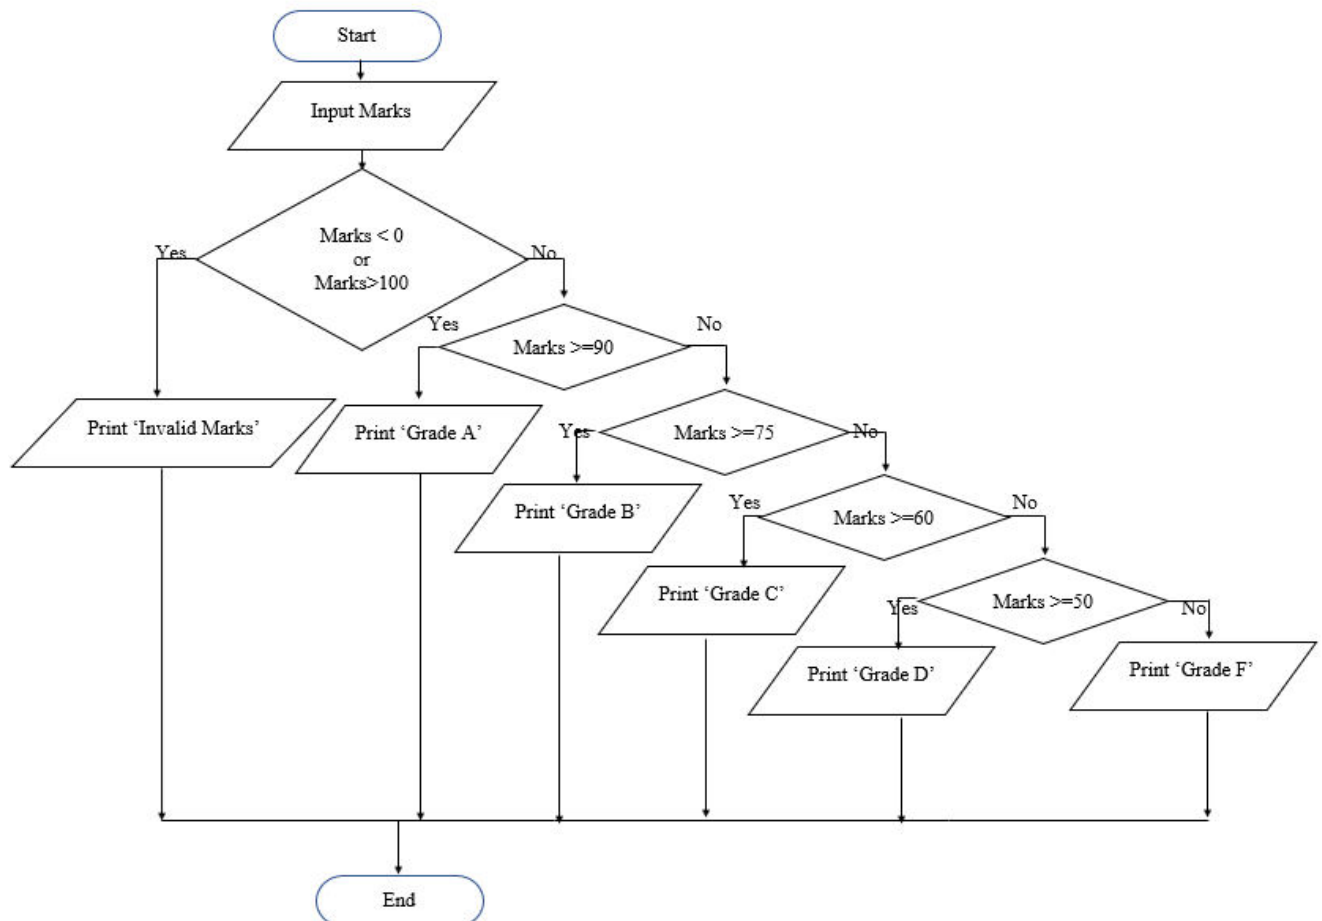 Start
Input Marks
Marks < 0
or
Marks>100
Yes
No
Marks >=90
Yes
No
Print ‘Invalid Marks’
Print ‘Grade A’
Marks >=75
Yes
No
Print ‘Grade B’
Marks >=60
Yes
No
Print ‘Grade C’
Marks >=50
Yes
No
Print ‘Grade D’
Print ‘Grade F’
End